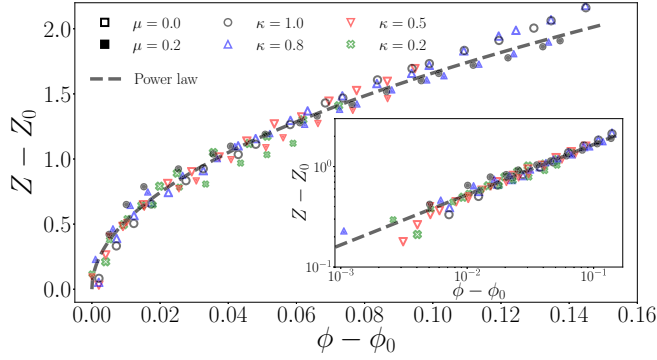 μ = 0.0 κ = 1.0 κ = 0.5
μ = 0.2 κ = 0.8 κ = 0.2
Power law
2.0
1.5
1.0
0.5
0.0
Z − Z₀
0.00 0.02 0.04 0.06 0.08 0.10 0.12 0.14 0.16
ϕ − ϕ₀
10⁰
10⁻¹
Z − Z₀
10⁻³ 10⁻² 10⁻¹
ϕ − ϕ₀